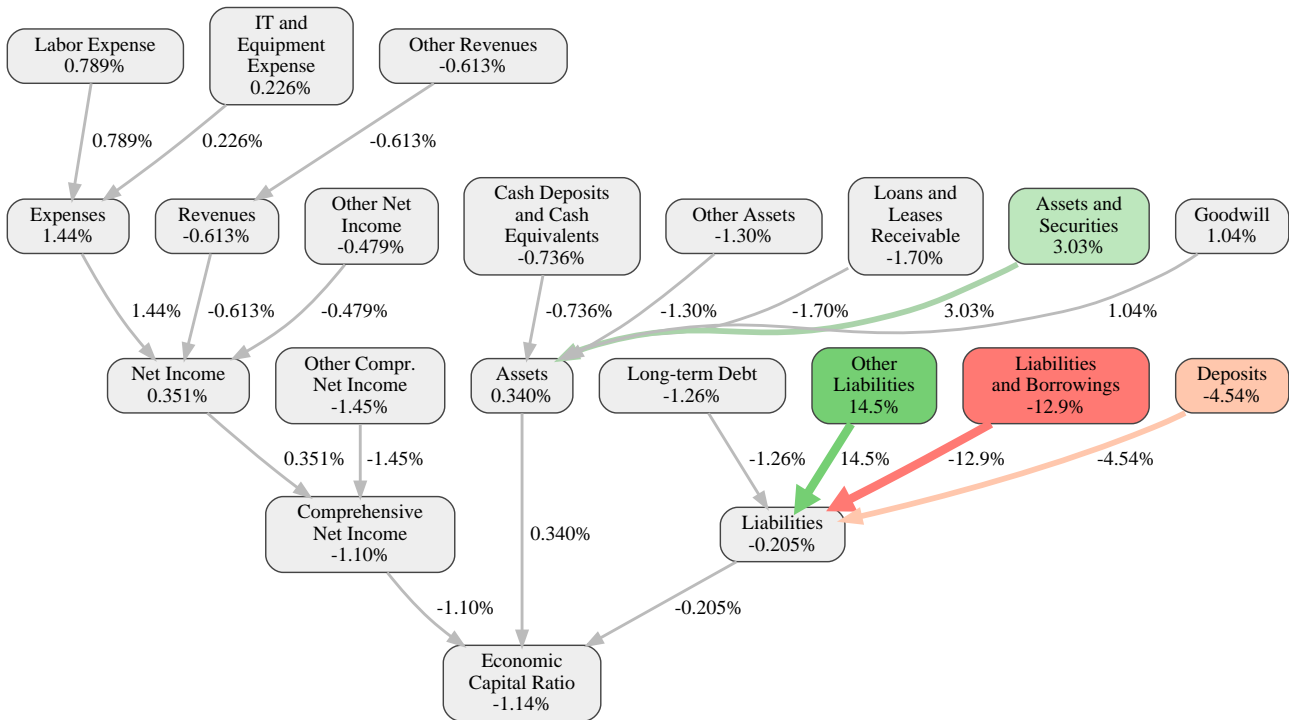 Labor Expense
0.789%
IT and
Equipment
Expense
0.226%
Other Revenues
-0.613%
0.789%
0.226%
-0.613%
Expenses
1.44%
Revenues
-0.613%
Other Net
Income
-0.479%
Cash Deposits
and Cash
Equivalents
-0.736%
Other Assets
-1.30%
Loans and
Leases
Receivable
-1.70%
Assets and
Securities
3.03%
Goodwill
1.04%
1.44%
-0.613%
-0.479%
-0.736%
-1.30%
-1.70%
3.03%
1.04%
Net Income
0.351%
Other Compr.
Net Income
-1.45%
Assets
0.340%
Long-term Debt
-1.26%
Other
Liabilities
14.5%
Liabilities
and Borrowings
-12.9%
Deposits
-4.54%
0.351%
-1.45%
-1.26%
14.5%
-12.9%
-4.54%
Comprehensive
Net Income
-1.10%
0.340%
Liabilities
-0.205%
-1.10%
-0.205%
Economic
Capital Ratio
-1.14%